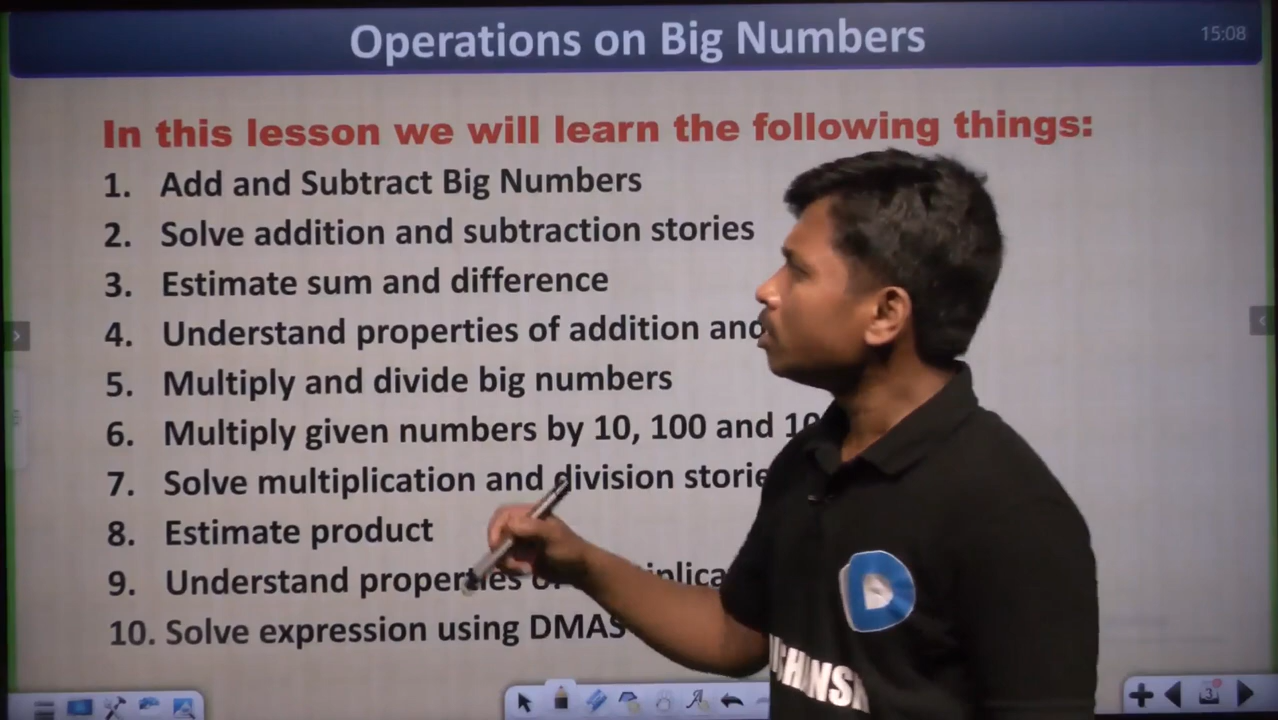 Operations on Big Numbers
15:08
In this lesson we will learn the following things:
1. Add and Subtract Big Numbers
2. Solve addition and subtraction stories
3. Estimate sum and difference
4. Understand properties of addition and
5. Multiply and divide big numbers
6. Multiply given numbers by 10, 100 and
7. Solve multiplication and division
8. Estimate product
9. Understand properties
10. Solve expression using DMAS
D
3